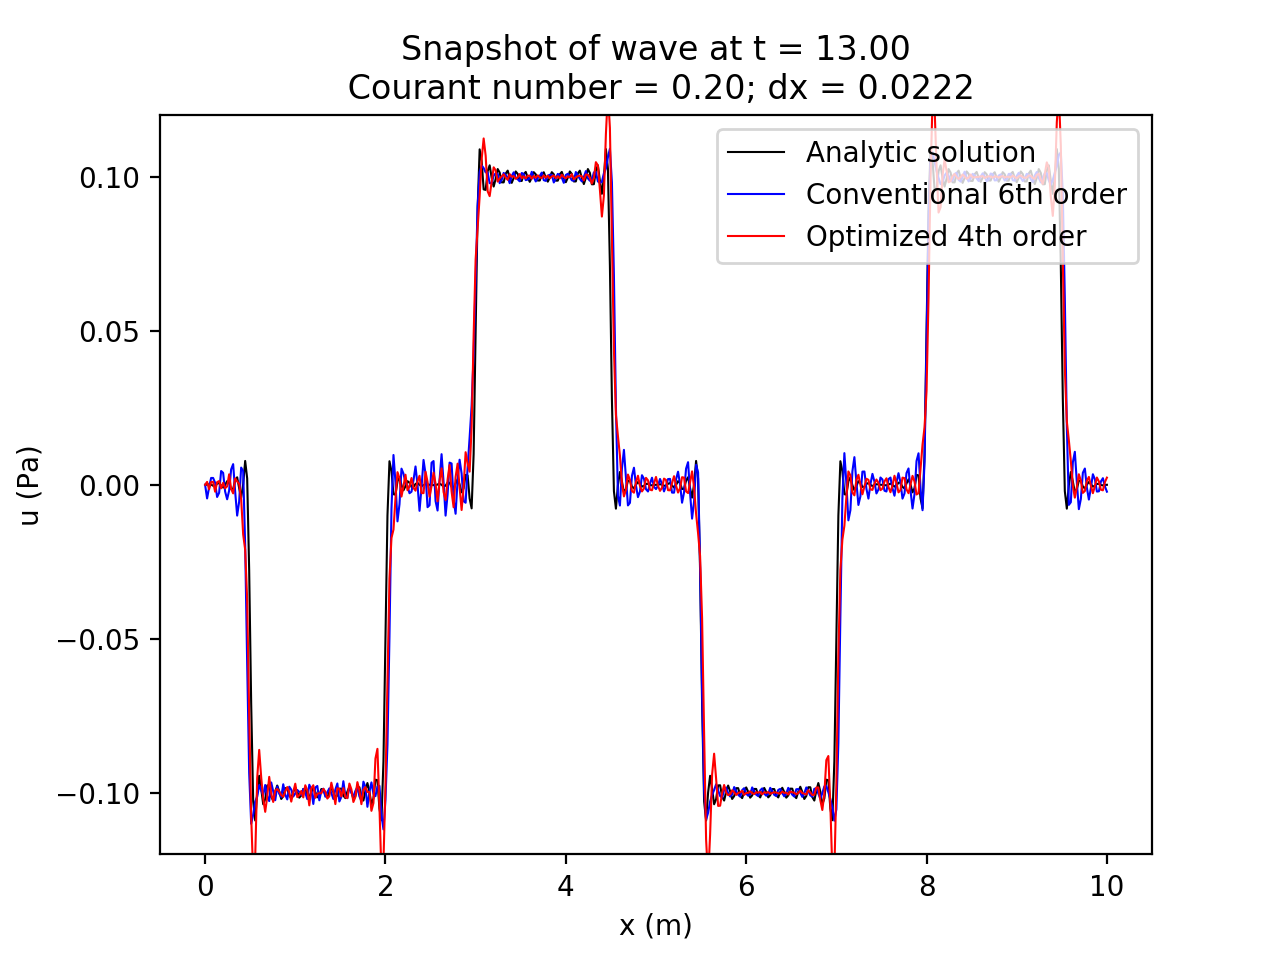 Snapshot of wave at t = 13.00
Courant number = 0.20; dx = 0.0222
Analytic solution
Conventional 6th order
Optimized 4th order
0.10
0.05
0.00
−0.05
−0.10
u (Pa)
0 2 4 6 8 10
x (m)